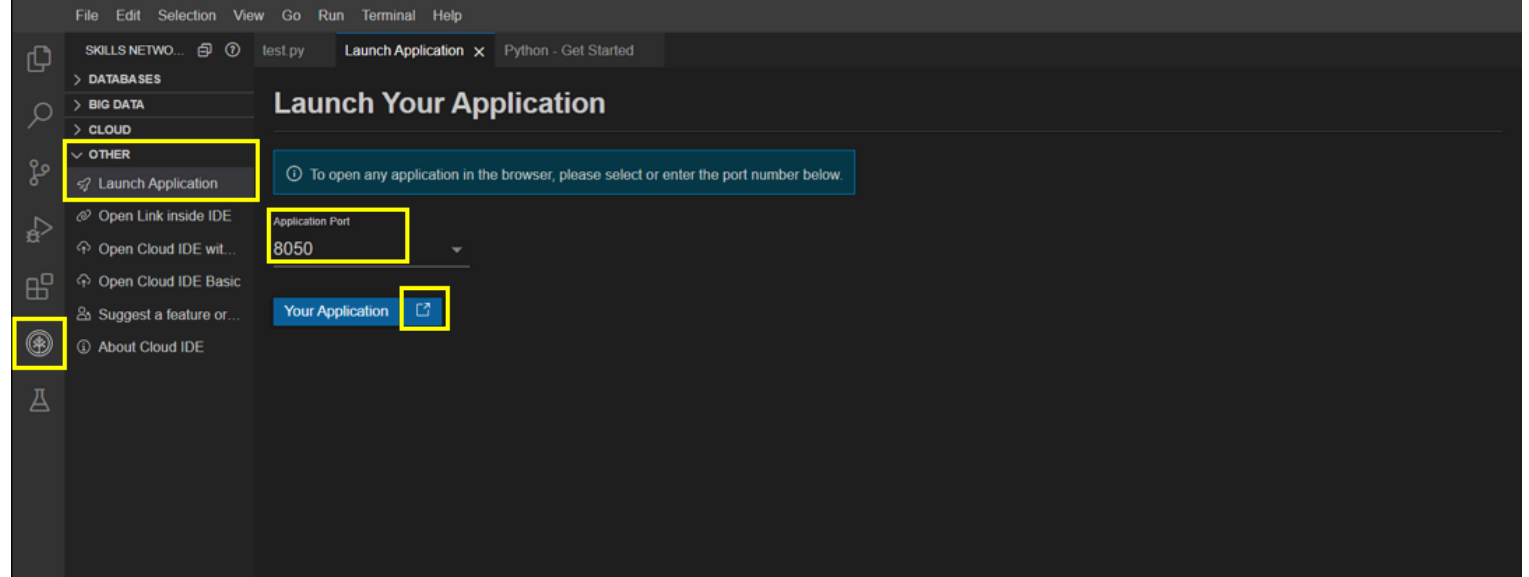 File Edit Selection View Go Run Terminal Help
SKILLS NETWO...
test.py Launch Application Python - Get Started
DATABASES
BIG DATA
CLOUD
OTHER
Launch Application
Open Link inside IDE
Open Cloud IDE wit...
Open Cloud IDE Basic
Suggest a feature or...
About Cloud IDE
Launch Your Application
To open any application in the browser, please select or enter the port number below.
Application Port
8050
Your Application